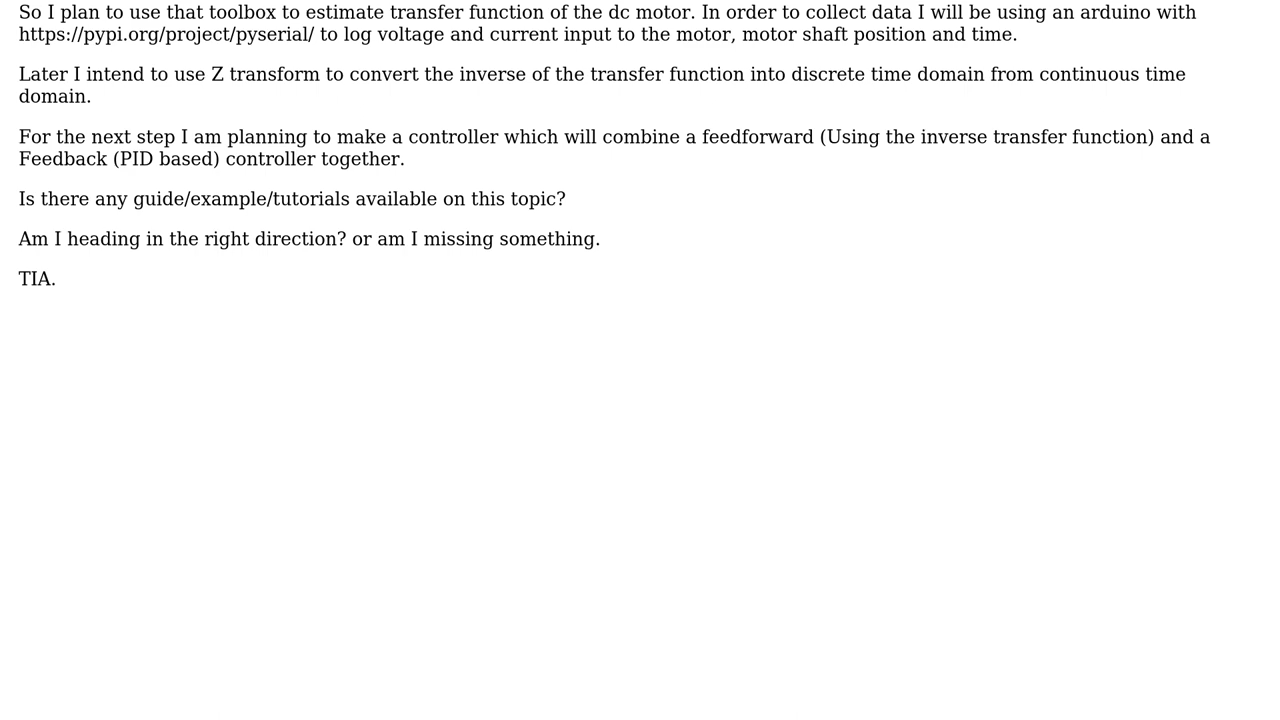 So I plan to use that toolbox to estimate transfer function of the dc motor. In order to collect data I will be using an arduino with
https://pypi.org/project/pyserial/ to log voltage and current input to the motor, motor shaft position and time.
Later I intend to use Z transform to convert the inverse of the transfer function into discrete time domain from continuous time
domain.
For the next step I am planning to make a controller which will combine a feedforward (Using the inverse transfer function) and a
Feedback (PID based) controller together.
Is there any guide/example/tutorials available on this topic?
Am I heading in the right direction? or am I missing something.
TIA.